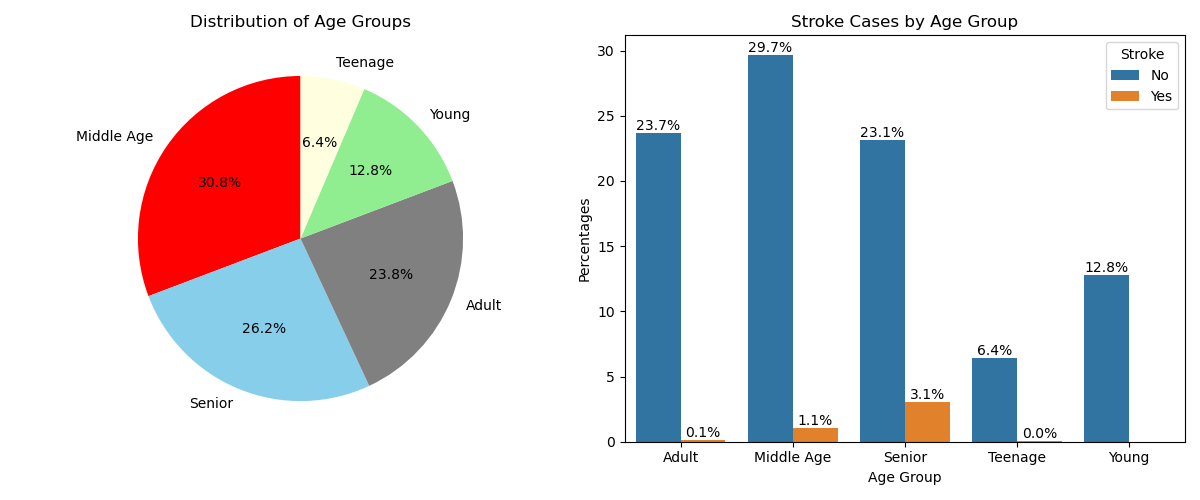 Distribution of Age Groups
Teenage
Young
Middle Age
6.4%
12.8%
30.8%
23.8%
Adult
26.2%
Senior
Stroke Cases by Age Group
Stroke
No
Yes
Percentages
30
25
20
15
10
5
0
23.7%
0.1%
29.7%
1.1%
23.1%
3.1%
6.4%
0.0%
12.8%
Adult
Middle Age
Senior
Teenage
Young
Age Group